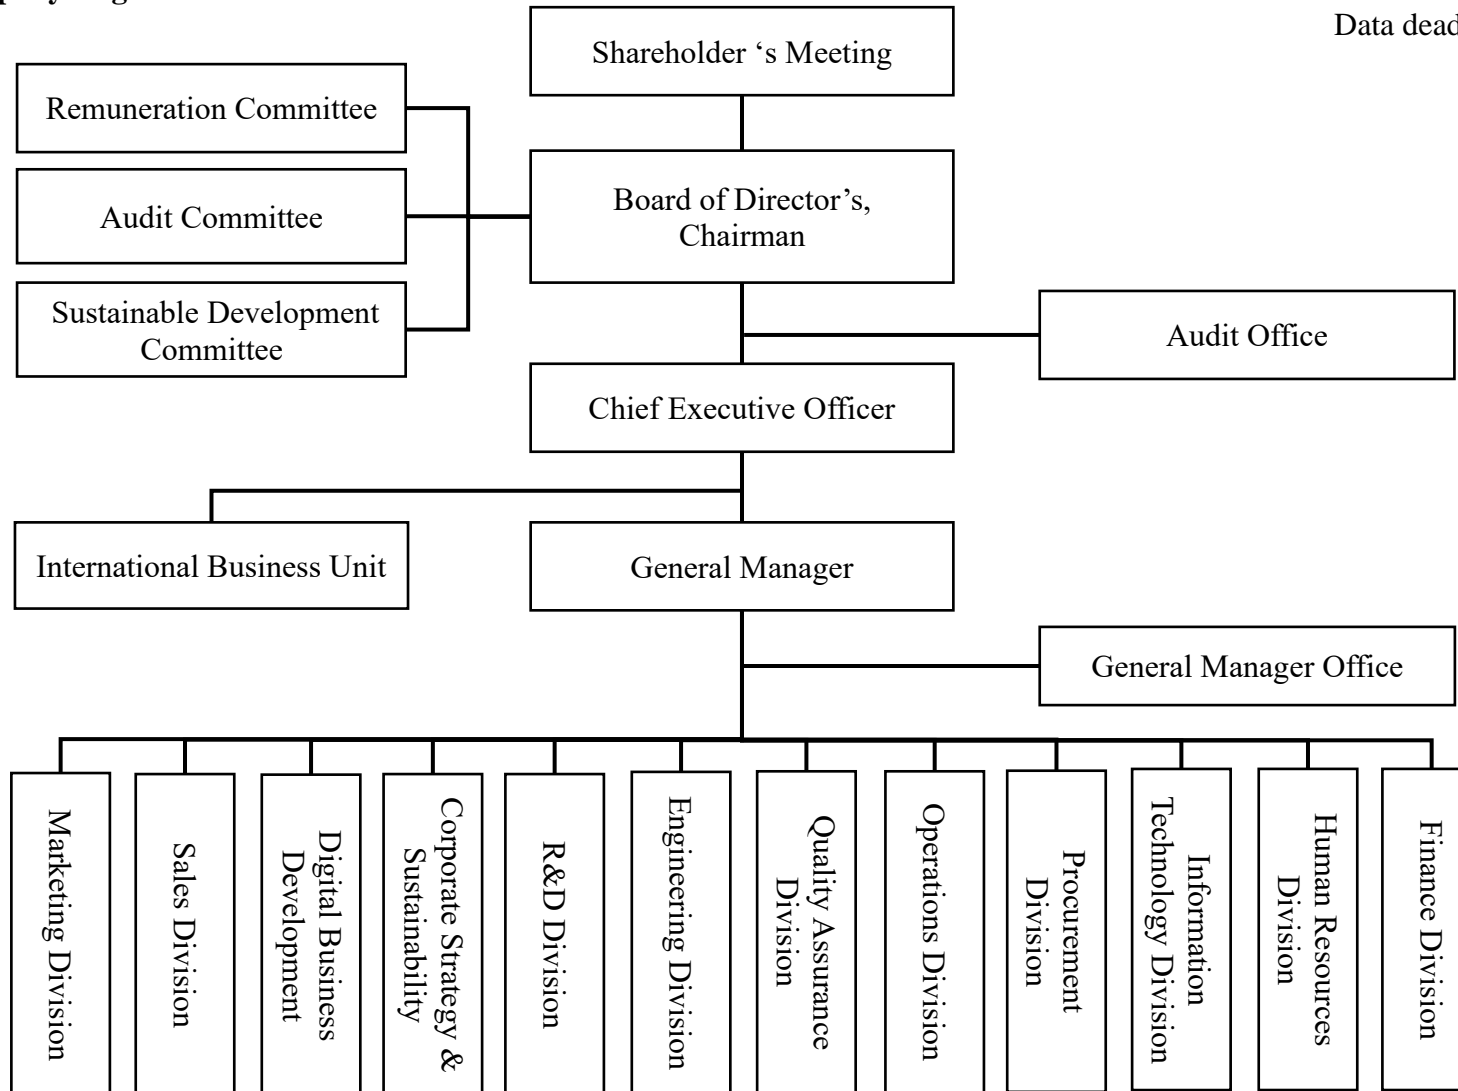 Data dead
Shareholder ‘s Meeting
Remuneration Committee
Board of Director’s,
Chairman
Audit Committee
Sustainable Development
Committee
Audit Office
Chief Executive Officer
International Business Unit
General Manager
General Manager Office
Marketing Division
Sales Division
Digital Business
Development
Corporate Strategy &
Sustainability
R&D Division
Engineering Division
Quality Assurance
Division
Operations Division
Procurement
Division
Information
Technology Division
Human Resources
Division
Finance Division